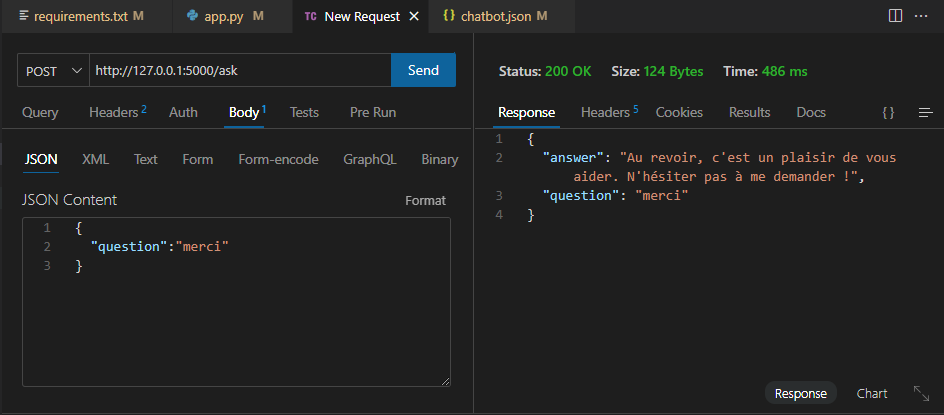 requirements.txt M app.py M TC New Request × {} chatbot.json M ...
POST http://127.0.0.1:5000/ask Send
Query Headers 2 Auth Body 1 Tests Pre Run
JSON XML Text Form Form-encode GraphQL Binary
JSON Content Format
1 {
2 "question":"merci"
3 }
Status: 200 OK Size: 124 Bytes Time: 486 ms
Response Headers 5 Cookies Results Docs {}
1 {
2 "answer": "Au revoir, c'est un plaisir de vous
aider. N'hésiter pas à me demander !",
3 "question": "merci"
4 }
Response Chart